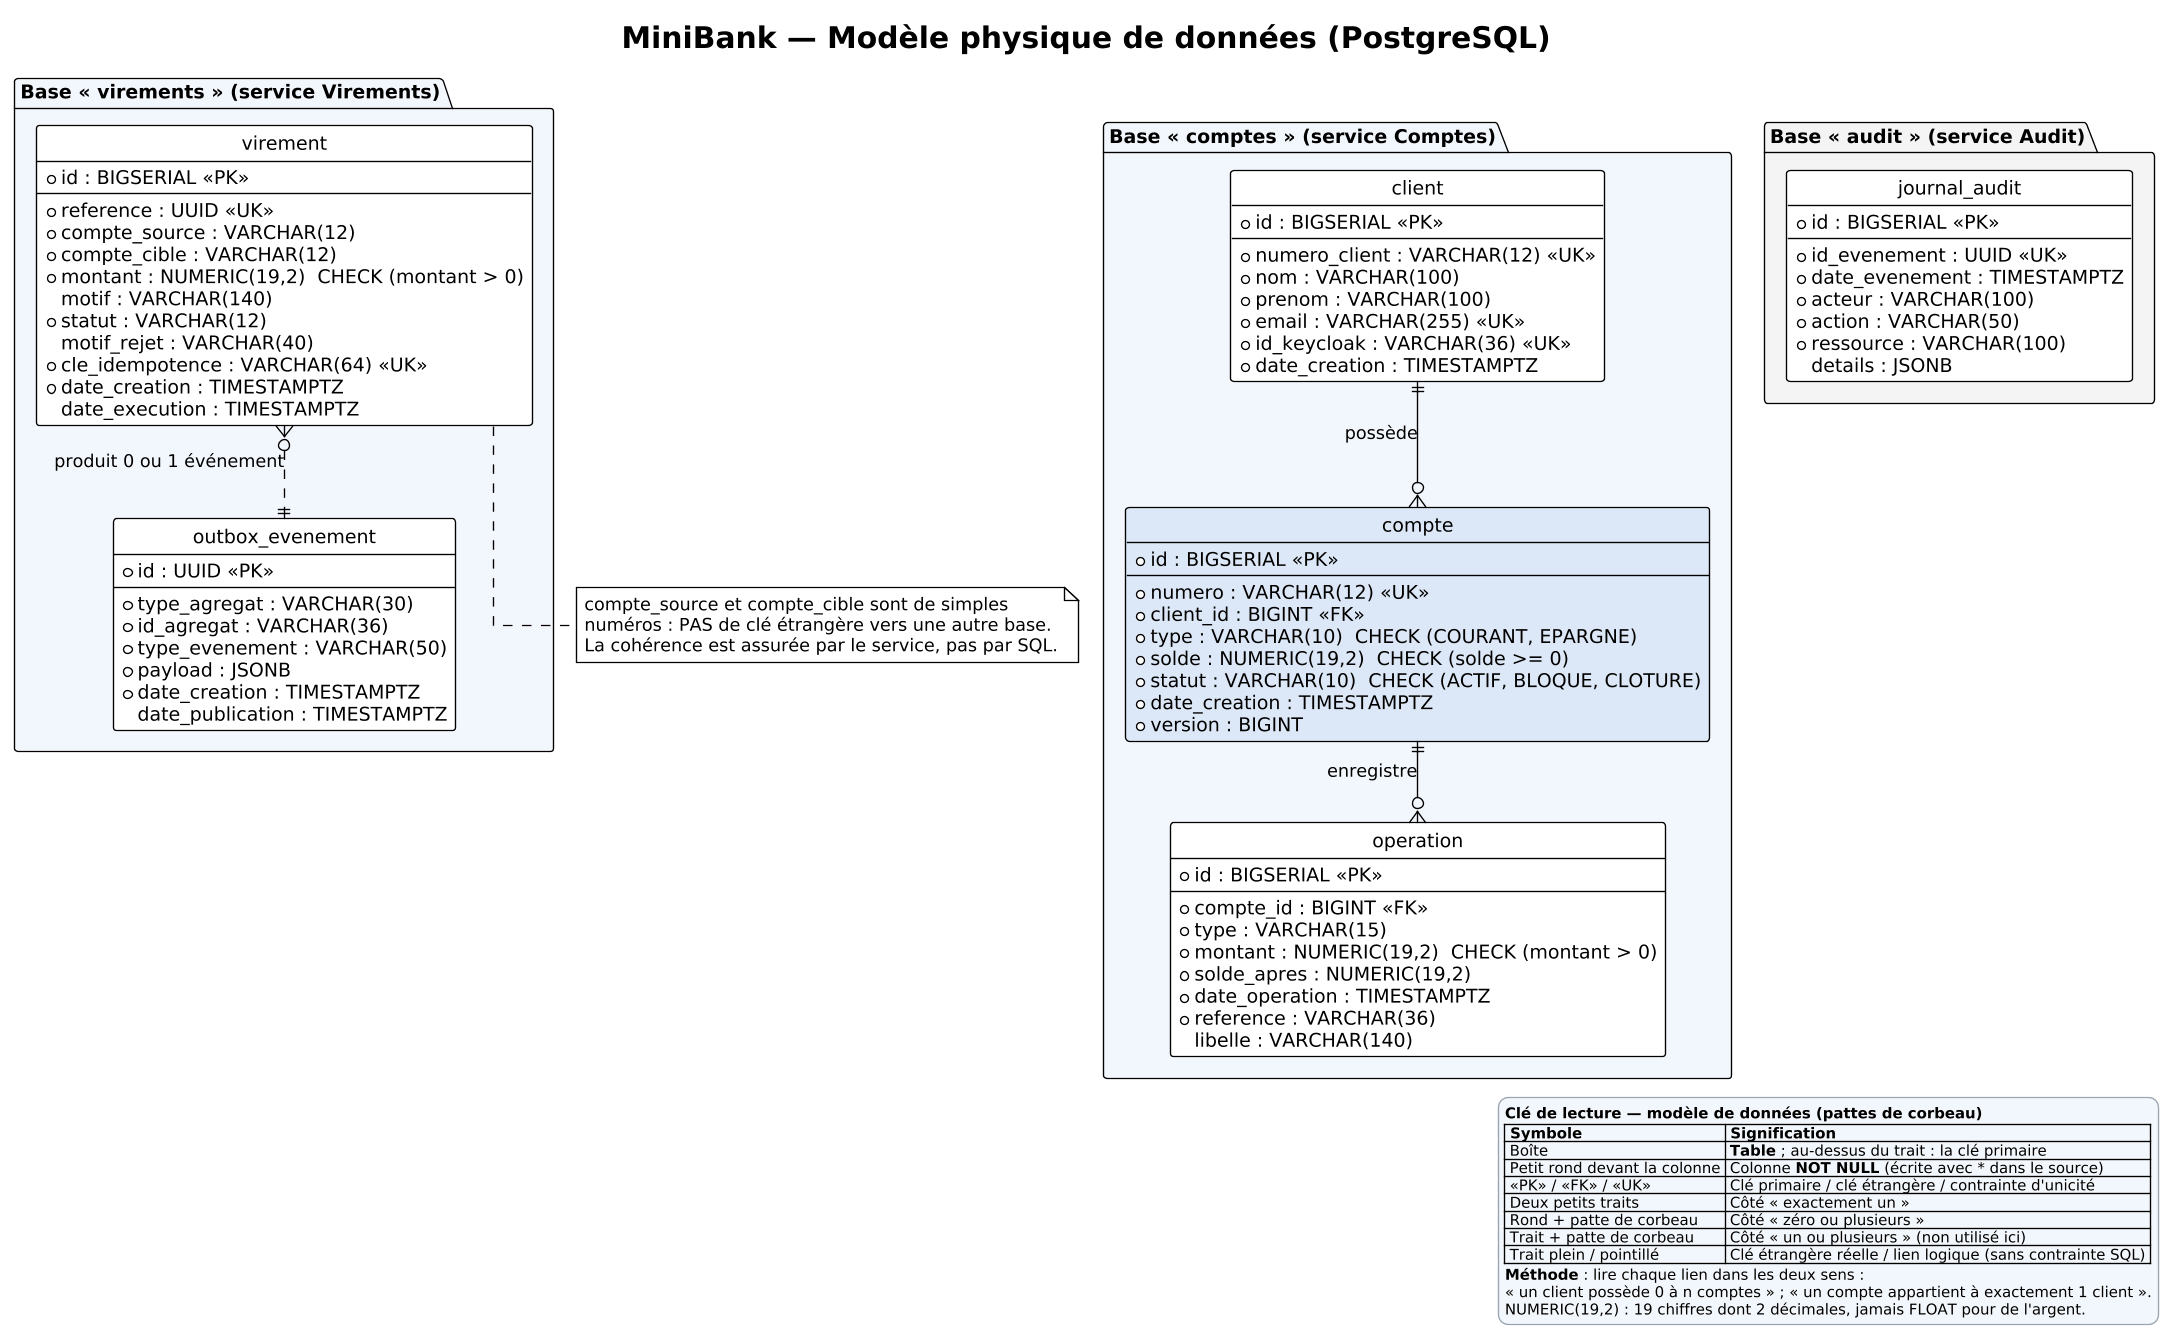 MiniBank — Modèle physique de données (PostgreSQL)
Base « virements » (service Virements)
virement
id : BIGSERIAL «PK»
reference : UUID «UK»
compte_source : VARCHAR(12)
compte_cible : VARCHAR(12)
montant : NUMERIC(19,2)  CHECK (montant > 0)
motif : VARCHAR(140)
statut : VARCHAR(12)
motif_rejet : VARCHAR(40)
cle_idempotence : VARCHAR(64) «UK»
date_creation : TIMESTAMPTZ
date_execution : TIMESTAMPTZ
produit 0 ou 1 événement
outbox_evenement
id : UUID «PK»
type_agregat : VARCHAR(30)
id_agregat : VARCHAR(36)
type_evenement : VARCHAR(50)
payload : JSONB
date_creation : TIMESTAMPTZ
date_publication : TIMESTAMPTZ
compte_source et compte_cible sont de simples
numéros : PAS de clé étrangère vers une autre base.
La cohérence est assurée par le service, pas par SQL.
Base « comptes » (service Comptes)
client
id : BIGSERIAL «PK»
numero_client : VARCHAR(12) «UK»
nom : VARCHAR(100)
prenom : VARCHAR(100)
email : VARCHAR(255) «UK»
id_keycloak : VARCHAR(36) «UK»
date_creation : TIMESTAMPTZ
possède
compte
id : BIGSERIAL «PK»
numero : VARCHAR(12) «UK»
client_id : BIGINT «FK»
type : VARCHAR(10)  CHECK (COURANT, EPARGNE)
solde : NUMERIC(19,2)  CHECK (solde >= 0)
statut : VARCHAR(10)  CHECK (ACTIF, BLOQUE, CLOTURE)
date_creation : TIMESTAMPTZ
version : BIGINT
enregistre
operation
id : BIGSERIAL «PK»
compte_id : BIGINT «FK»
type : VARCHAR(15)
montant : NUMERIC(19,2)  CHECK (montant > 0)
solde_apres : NUMERIC(19,2)
date_operation : TIMESTAMPTZ
reference : VARCHAR(36)
libelle : VARCHAR(140)
Base « audit » (service Audit)
journal_audit
id : BIGSERIAL «PK»
id_evenement : UUID «UK»
date_evenement : TIMESTAMPTZ
acteur : VARCHAR(100)
action : VARCHAR(50)
ressource : VARCHAR(100)
details : JSONB
Clé de lecture — modèle de données (pattes de corbeau)
Symbole Signification
Boîte Table ; au-dessus du trait : la clé primaire
Petit rond devant la colonne Colonne NOT NULL (écrite avec * dans le source)
«PK» / «FK» / «UK» Clé primaire / clé étrangère / contrainte d'unicité
Deux petits traits Côté « exactement un »
Rond + patte de corbeau Côté « zéro ou plusieurs »
Trait + patte de corbeau Côté « un ou plusieurs » (non utilisé ici)
Trait plein / pointillé Clé étrangère réelle / lien logique (sans contrainte SQL)
Méthode : lire chaque lien dans les deux sens :
« un client possède 0 à n comptes » ; « un compte appartient à exactement 1 client ».
NUMERIC(19,2) : 19 chiffres dont 2 décimales, jamais FLOAT pour de l'argent.